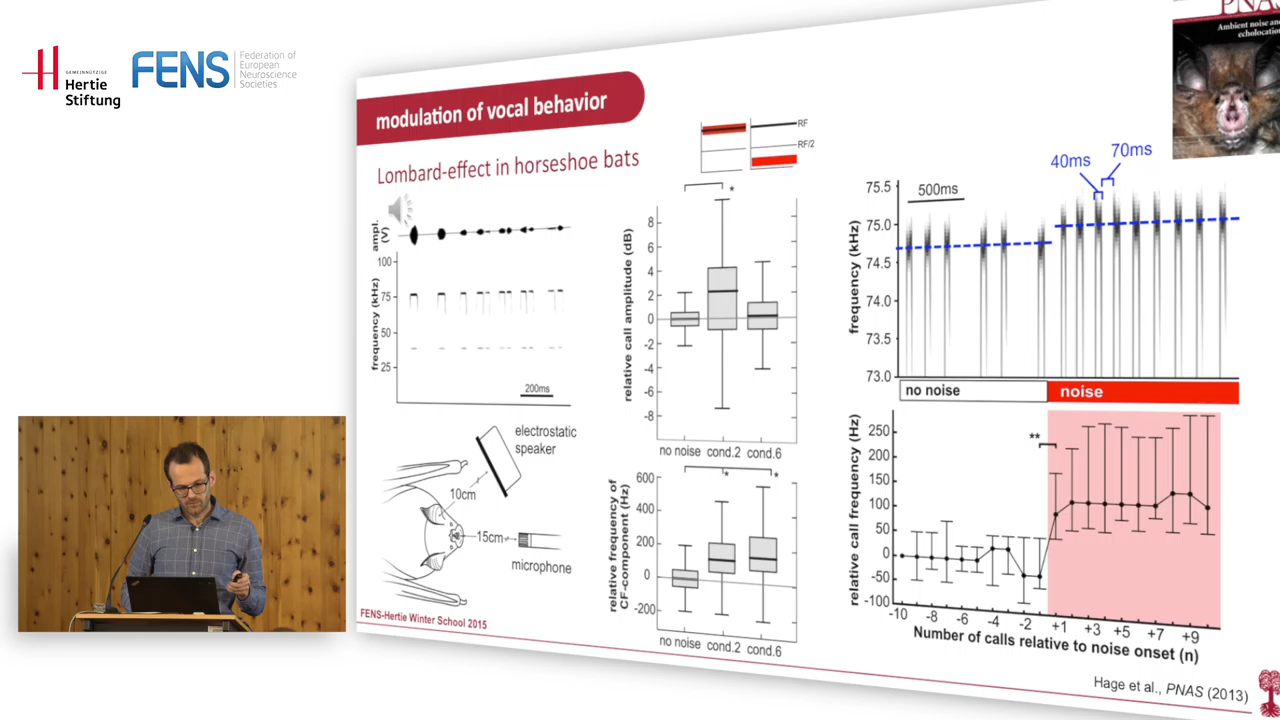 GEMEINNÜTZIGE
Hertie
Stiftung
FENS
Federation of
European
Neuroscience
Societies
modulation of vocal behavior
Lombard-effect in horseshoe bats
ampl.
(V)
frequency (kHz)
100
75
50
25
200ms
electrostatic
speaker
10cm
15cm
microphone
FENS-Hertie Winter School 2015
RF
RF/2
*
relative call amplitude (dB)
8
6
4
2
0
-2
-4
-6
-8
no noise cond.2 cond.6
* *
relative frequency of
CF-component (Hz)
600
400
200
0
-200
no noise cond.2 cond.6
PNAS
Ambient noise and
echolocation
40ms
70ms
500ms
frequency (kHz)
75.5
75.0
74.5
74.0
73.5
73.0
no noise
noise
relative call frequency (Hz)
250
200
150
100
50
0
-50
-100
**
-10 -8 -6 -4 -2 +1 +3 +5 +7 +9
Number of calls relative to noise onset (n)
Hage et al., PNAS (2013)